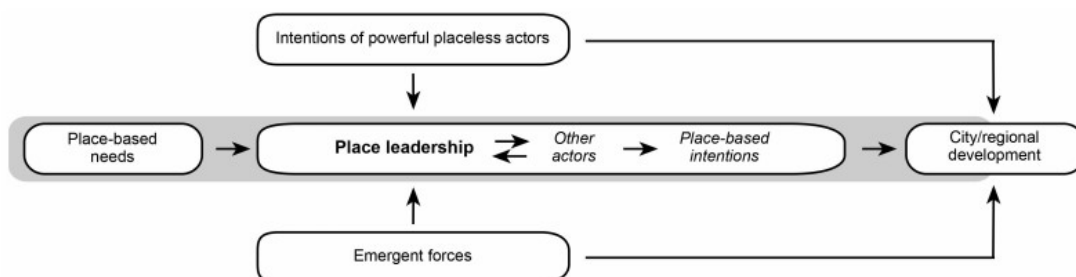 Intentions of powerful placeless actors
Place-based
needs
Place leadership
Other
actors
Place-based
intentions
City/regional
development
Emergent forces